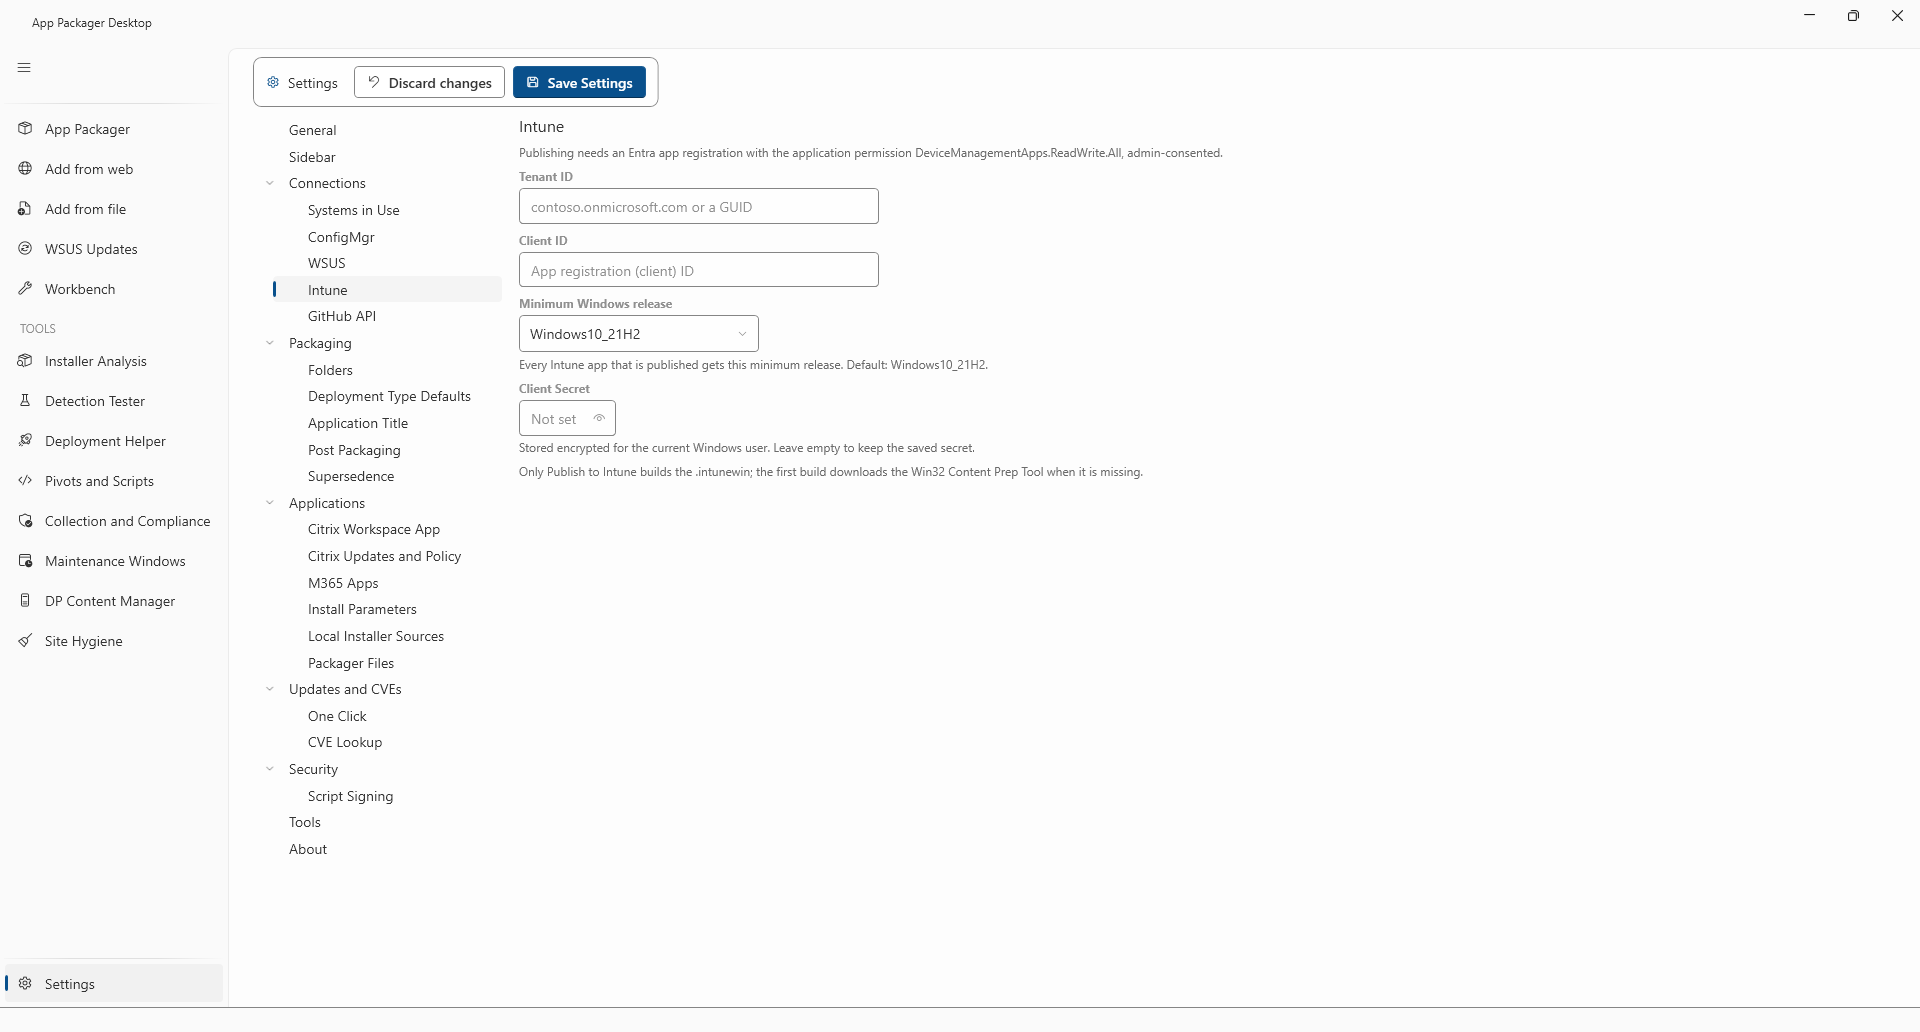 App Packager Desktop
App Packager
Add from web
Add from file
WSUS Updates
Workbench
TOOLS
Installer Analysis
Detection Tester
Deployment Helper
Pivots and Scripts
Collection and Compliance
Maintenance Windows
DP Content Manager
Site Hygiene
Settings
Settings
Discard changes
Save Settings
General
Sidebar
Connections
Systems in Use
ConfigMgr
WSUS
Intune
GitHub API
Packaging
Folders
Deployment Type Defaults
Application Title
Post Packaging
Supersedence
Applications
Citrix Workspace App
Citrix Updates and Policy
M365 Apps
Install Parameters
Local Installer Sources
Packager Files
Updates and CVEs
One Click
CVE Lookup
Security
Script Signing
Tools
About
Intune
Publishing needs an Entra app registration with the application permission DeviceManagementApps.ReadWrite.All, admin-consented.
Tenant ID
contoso.onmicrosoft.com or a GUID
Client ID
App registration (client) ID
Minimum Windows release
Windows10_21H2
Every Intune app that is published gets this minimum release. Default: Windows10_21H2.
Client Secret
Not set
Stored encrypted for the current Windows user. Leave empty to keep the saved secret.
Only Publish to Intune builds the .intunewin; the first build downloads the Win32 Content Prep Tool when it is missing.